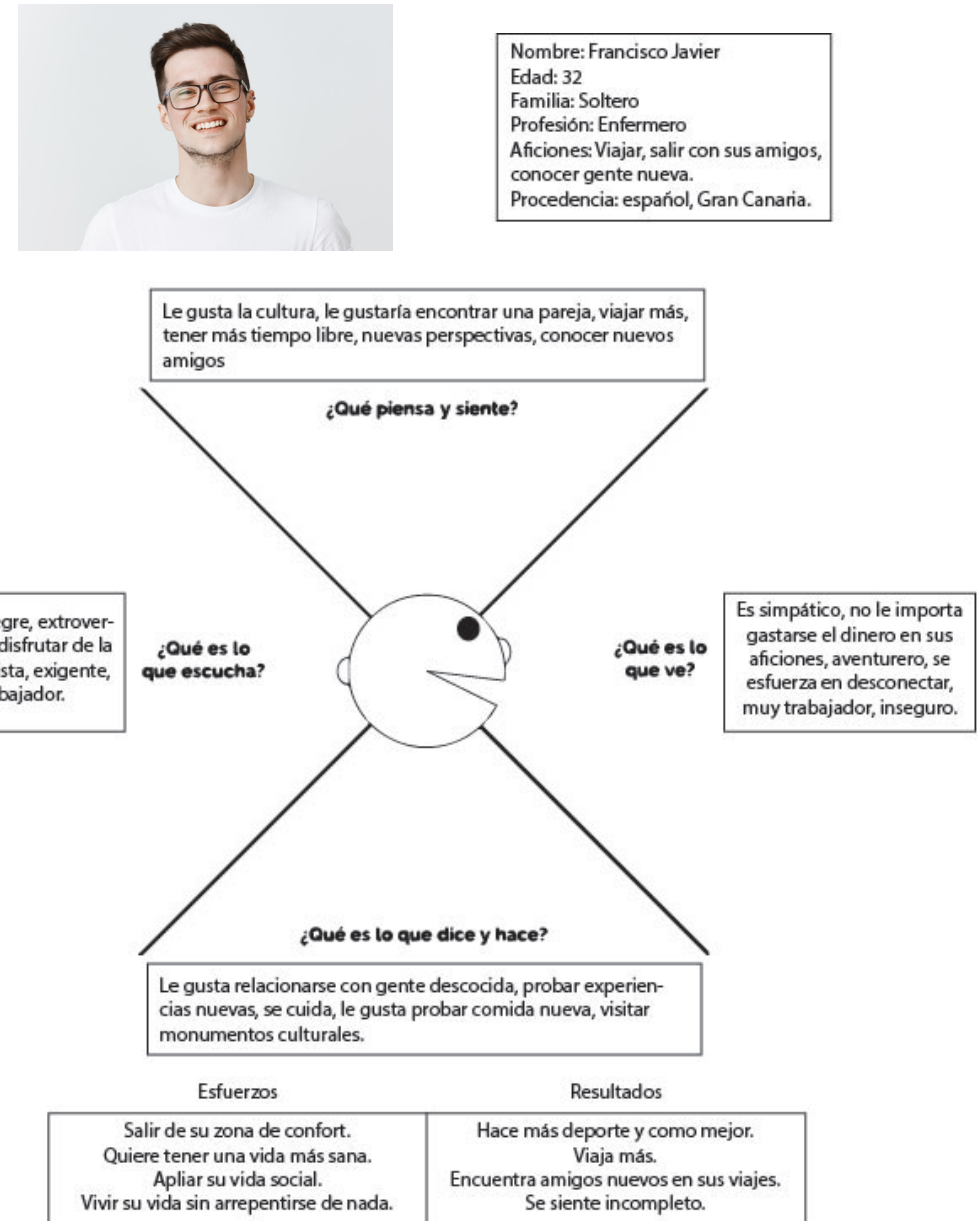 Nombre: Francisco Javier
Edad: 32
Familia: Soltero
Profesión: Enfermero
Aficiones: Viajar, salir con sus amigos,
conocer gente nueva.
Procedencia: español, Gran Canaria.
Le gusta la cultura, le gustaría encontrar una pareja, viajar más,
tener más tiempo libre, nuevas perspectivas, conocer nuevos
amigos
¿Qué piensa y siente?
extrover-
disfrutar de la
exigente,
¿Qué es lo
que escucha?
¿Qué es lo
que ve?
Es simpático, no le importa
gastarse el dinero en sus
aficiones, aventurero, se
esfuerza en desconectar,
muy trabajador, inseguro.
¿Qué es lo que dice y hace?
Le gusta relacionarse con gente descocida, probar experien-
cias nuevas, se cuida, le gusta probar comida nueva, visitar
monumentos culturales.
Esfuerzos
Salir de su zona de confort.
Quiere tener una vida más sana.
Apliar su vida social.
Vivir su vida sin arrepentirse de nada.
Resultados
Hace más deporte y como mejor.
Viaja más.
Encuentra amigos nuevos en sus viajes.
Se siente incompleto.